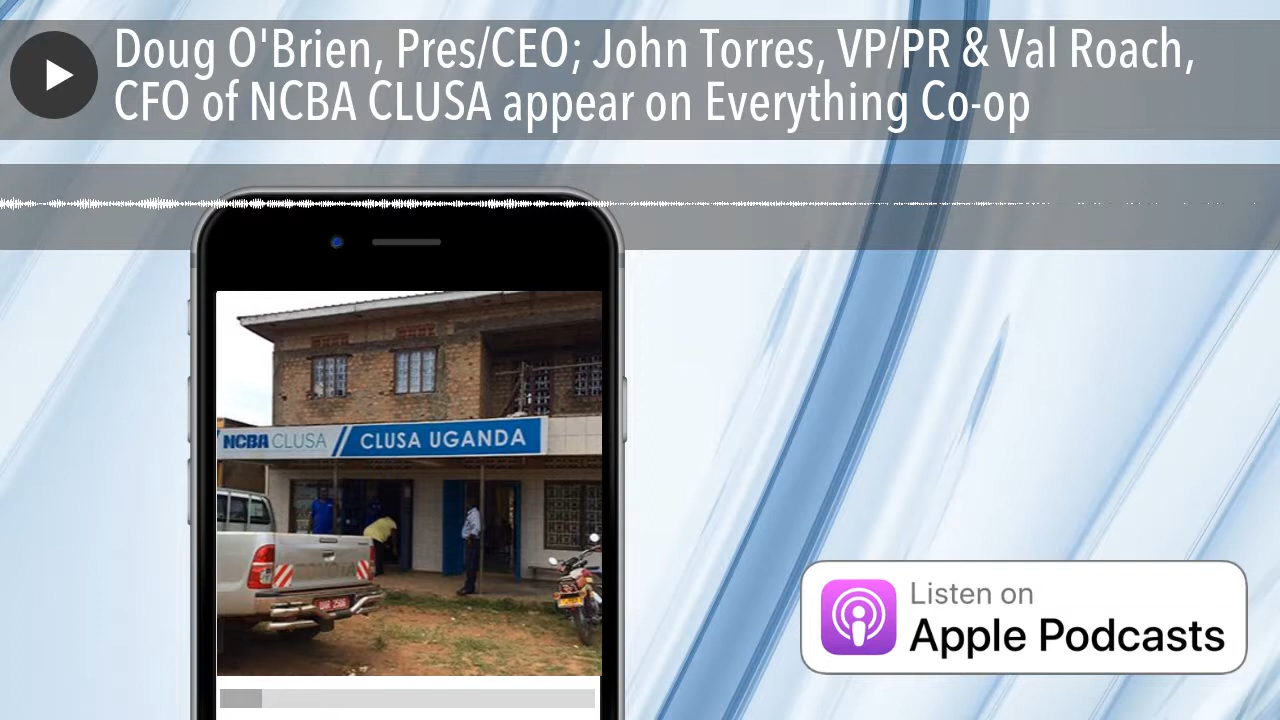 Doug O'Brien, Pres/CEO; John Torres, VP/PR & Val Roach,
CFO of NCBA CLUSA appear on Everything Co-op
NCBA CLUSA
CLUSA UGANDA
Listen on
Apple Podcasts